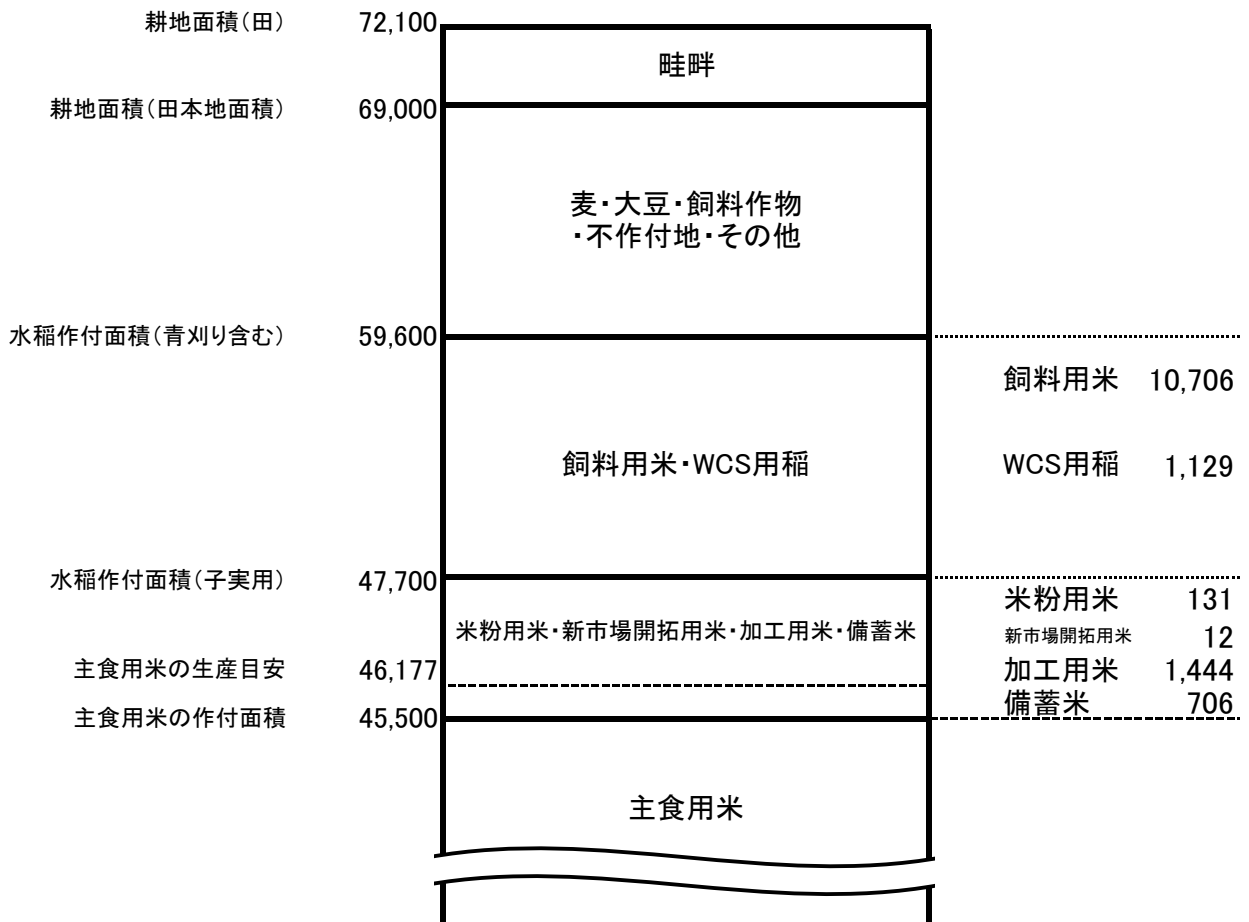 耕地面積(田) 72,100
畦畔
耕地面積(田本地面積) 69,000
麦・大豆・飼料作物
・不作付地・その他
水稲作付面積(青刈り含む) 59,600
飼料用米 10,706
飼料用米・WCS用稲
WCS用稲 1,129
水稲作付面積(子実用) 47,700
米粉用米 131
米粉用米・新市場開拓用米・加工用米・備蓄米
新市場開拓用米 12
主食用米の生産目安 46,177
加工用米 1,444
備蓄米 706
主食用米の作付面積 45,500
主食用米